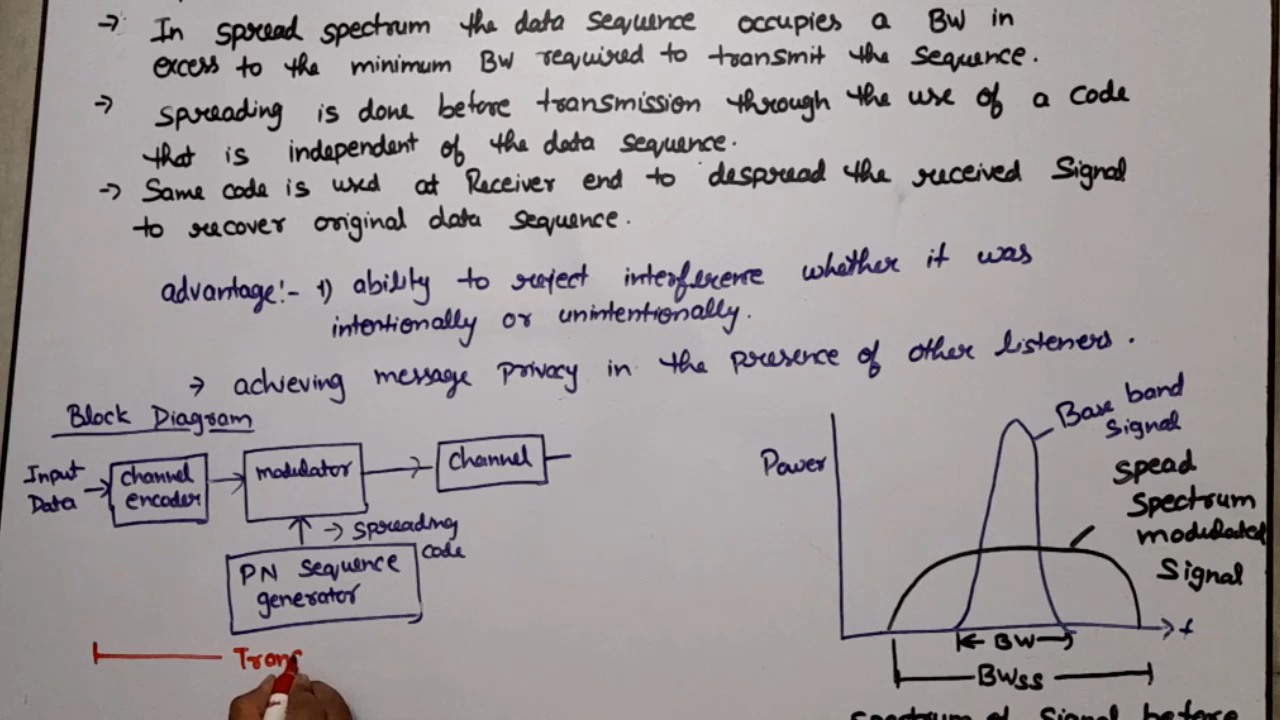 → In spread spectrum the data sequence occupies a BW in
excess to the minimum BW required to transmit the sequence.
→ spreading is done before transmission through the use of a code
that is independent of the data sequence.
→ Same code is used at Receiver end to despread the received Signal
to recover original data sequence.
advantage:- 1) ability to reject interference whether it was
intentionally or unintentionally.
→ achieving message privacy in the presence of other listeners.
Block Diagram
Input
Data
channel
encoder
modulator
channel
→ spreading
code
PN sequence
generator
Trans
Power
Base band
signal
Spead
Spectrum
modulated
Signal
f
BW
BWss
spectrum of signal before